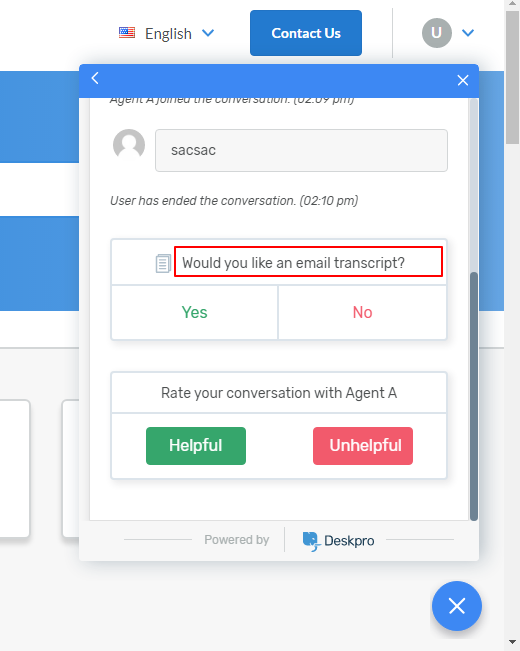 English
Contact Us
U
Agent A joined the conversation. (02:09 pm)
sacsac
User has ended the conversation. (02:10 pm)
Would you like an email transcript?
Yes
No
Rate your conversation with Agent A
Helpful
Unhelpful
Powered by
Deskpro